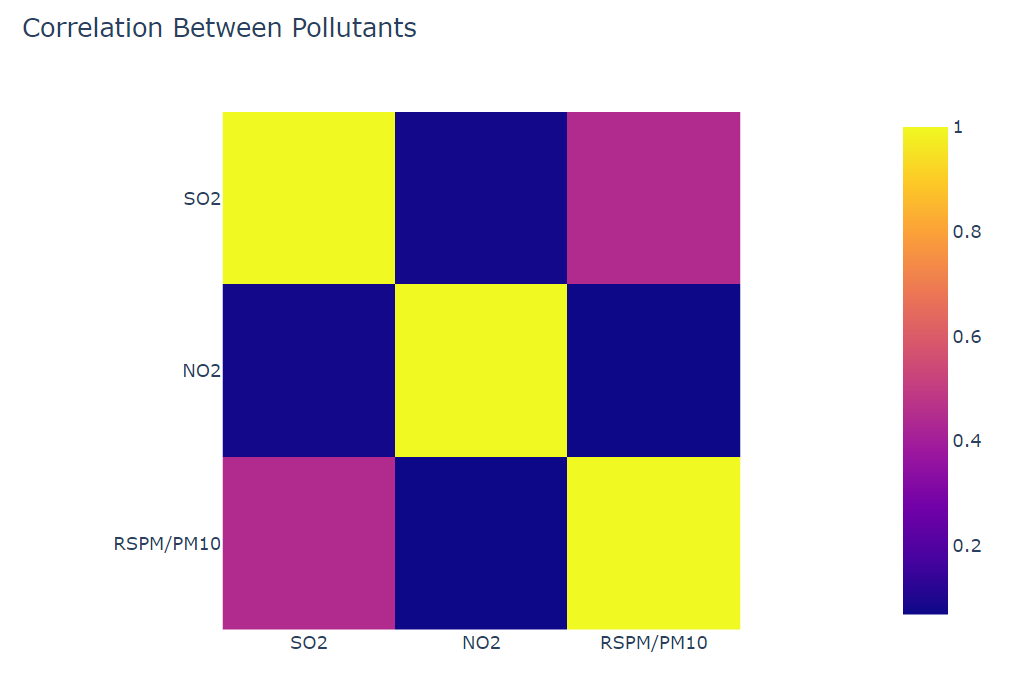 Correlation Between Pollutants
SO2
NO2
RSPM/PM10
SO2 NO2 RSPM/PM10
1
0.8
0.6
0.4
0.2